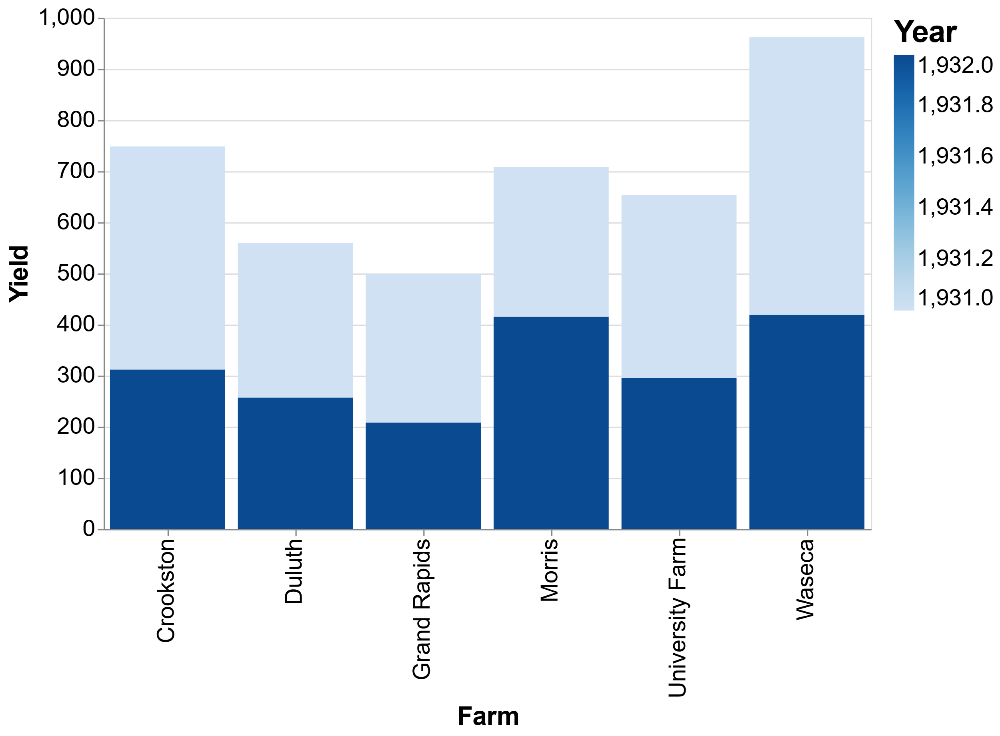 1,000
900
800
700
600
500
400
300
200
100
0
Yield
Crookston
Duluth
Grand Rapids
Morris
University Farm
Waseca
Farm
Year
1,932.0
1,931.8
1,931.6
1,931.4
1,931.2
1,931.0